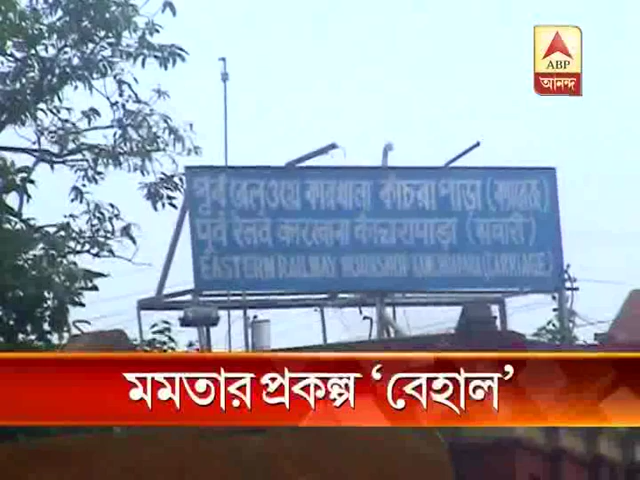 ABP
আনন্দ
পূর্ব রেলওয়ে কারখানা কাঁচরা পাড়া (ক্যারেজ)
EASTERN RAILWAY WORKSHOP KANCHRAPARA (CARRIAGE)
মমতার প্রকল্প ‘বেহাল’